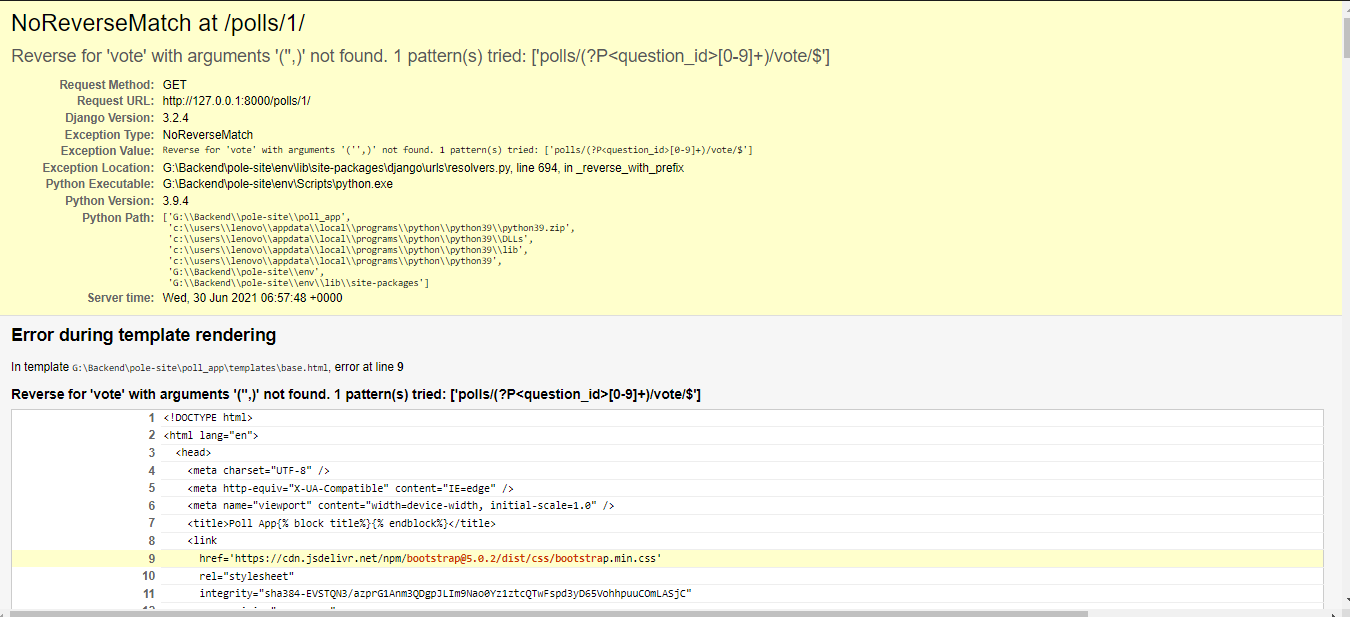 NoReverseMatch at /polls/1/
Reverse for 'vote' with arguments '('',)' not found. 1 pattern(s) tried: ['polls/(?P<question_id>[0-9]+)/vote/$']
Request Method: GET
Request URL: http://127.0.0.1:8000/polls/1/
Django Version: 3.2.4
Exception Type: NoReverseMatch
Exception Value: Reverse for 'vote' with arguments '('',)' not found. 1 pattern(s) tried: ['polls/(?P<question_id>[0-9]+)/vote/$']
Exception Location: G:\Backend\pole-site\env\lib\site-packages\django\urls\resolvers.py, line 694, in _reverse_with_prefix
Python Executable: G:\Backend\pole-site\env\Scripts\python.exe
Python Version: 3.9.4
Python Path: ['G:\\Backend\\pole-site\\poll_app',
'c:\\users\\lenovo\\appdata\\local\\programs\\python\\python39\\python39.zip',
'c:\\users\\lenovo\\appdata\\local\\programs\\python\\python39\\DLLs',
'c:\\users\\lenovo\\appdata\\local\\programs\\python\\python39\\lib',
'c:\\users\\lenovo\\appdata\\local\\programs\\python\\python39',
'G:\\Backend\\pole-site\\env',
'G:\\Backend\\pole-site\\env\\lib\\site-packages']
Server time: Wed, 30 Jun 2021 06:57:48 +0000
Error during template rendering
In template G:\Backend\pole-site\poll_app\templates\base.html, error at line 9
Reverse for 'vote' with arguments '('',)' not found. 1 pattern(s) tried: ['polls/(?P<question_id>[0-9]+)/vote/$']
1 <!DOCTYPE html>
2 <html lang="en">
3 <head>
4 <meta charset="UTF-8" />
5 <meta http-equiv="X-UA-Compatible" content="IE=edge" />
6 <meta name="viewport" content="width=device-width, initial-scale=1.0" />
7 <title>Poll App{% block title%}{% endblock%}</title>
8 <link
9 href='https://cdn.jsdelivr.net/npm/bootstrap@5.0.2/dist/css/bootstrap.min.css'
10 rel="stylesheet"
11 integrity="sha384-EVSTQN3/azprG1Anm3QDgpJLIm9Nao0Yz1ztcQTwFspd3yD65VohhpuuCOmLASjC"